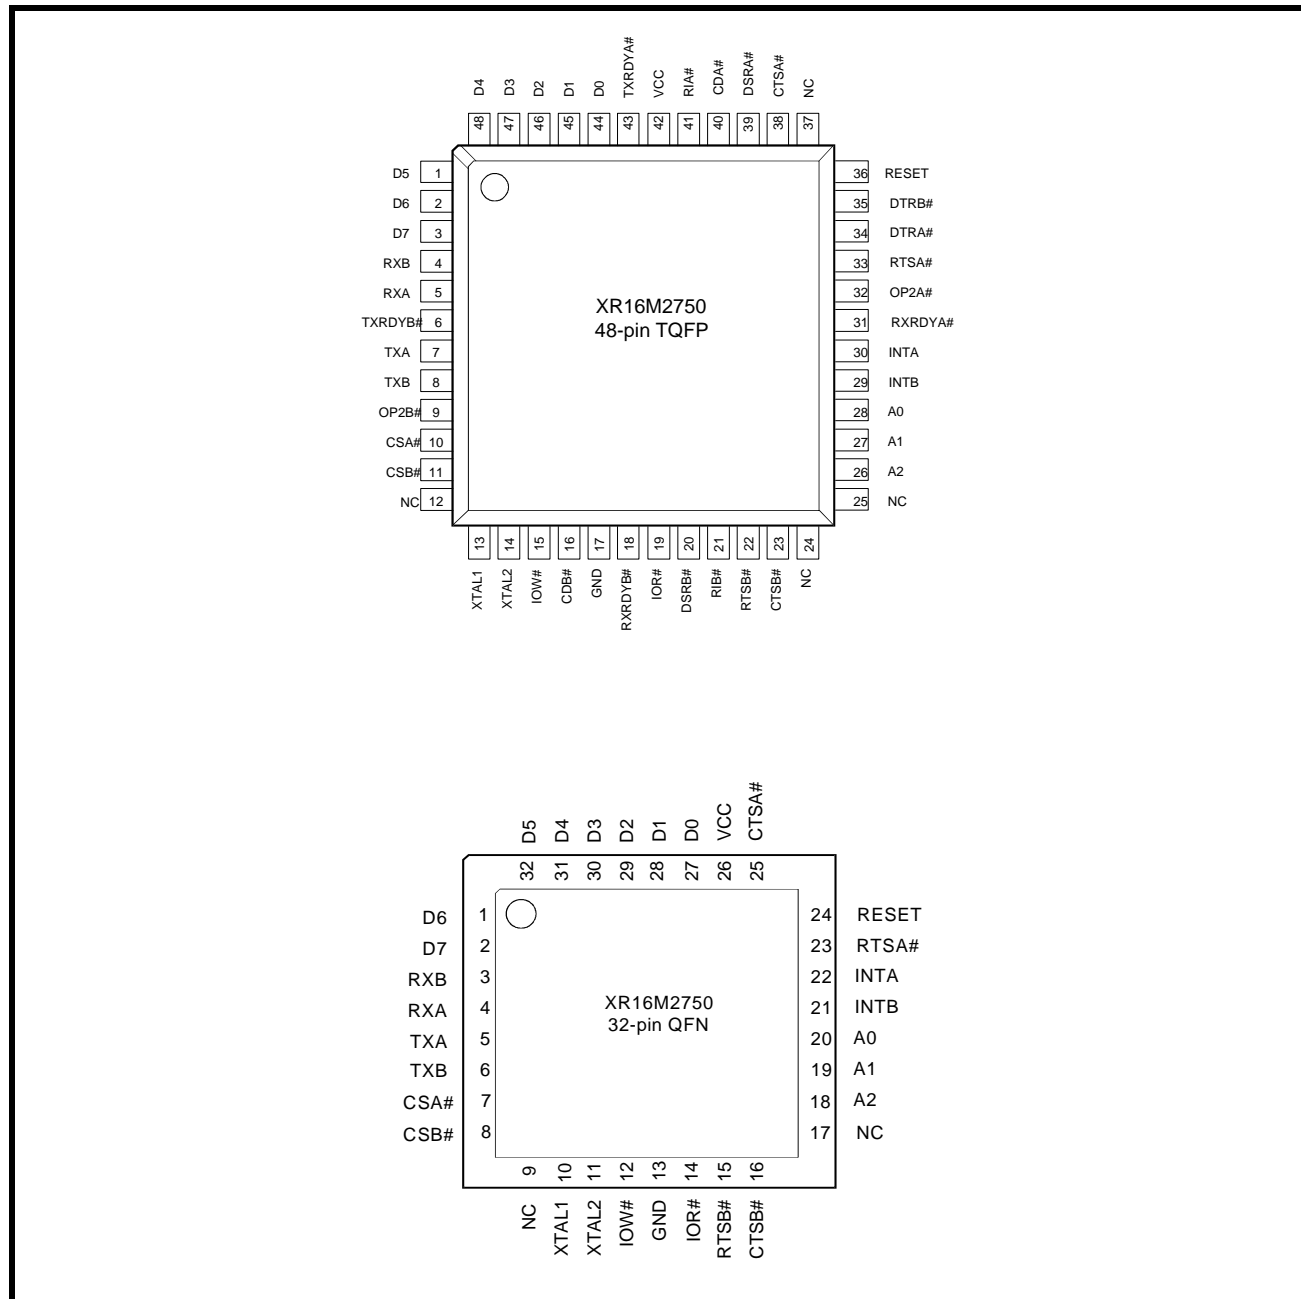 D4
D3
D2
D1
D0
TXRDYA#
VCC
RIA#
CDA#
DSRA#
CTSA#
NC
48
47
46
45
44
43
42
41
40
39
38
37
D5 1
D6 2
D7 3
RXB 4
RXA 5
TXRDYB# 6
TXA 7
TXB 8
OP2B# 9
CSA# 10
CSB# 11
NC 12
XR16M2750
48-pin TQFP
36 RESET
35 DTRB#
34 DTRA#
33 RTSA#
32 OP2A#
31 RXRDYA#
30 INTA
29 INTB
28 A0
27 A1
26 A2
25 NC
13
14
15
16
17
18
19
20
21
22
23
24
XTAL1
XTAL2
IOW#
CDB#
GND
RXRDYB#
IOR#
DSRB#
RIB#
RTSB#
CTSB#
NC
D5
D4
D3
D2
D1
D0
VCC
CTSA#
32
31
30
29
28
27
26
25
D6 1
D7 2
RXB 3
RXA 4
TXA 5
TXB 6
CSA# 7
CSB# 8
XR16M2750
32-pin QFN
24 RESET
23 RTSA#
22 INTA
21 INTB
20 A0
19 A1
18 A2
17 NC
9
10
11
12
13
14
15
16
NC
XTAL1
XTAL2
IOW#
GND
IOR#
RTSB#
CTSB#